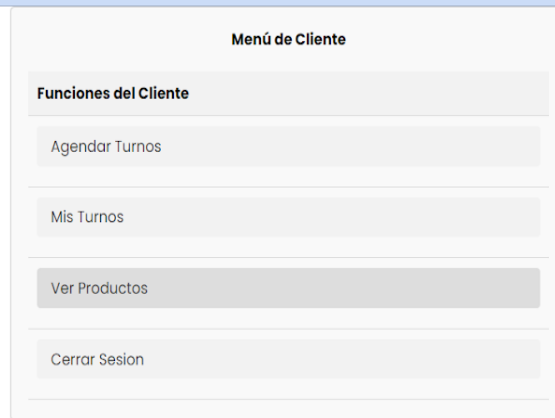 Menú de Cliente
Funciones del Cliente
Agendar Turnos
Mis Turnos
Ver Productos
Cerrar Sesion